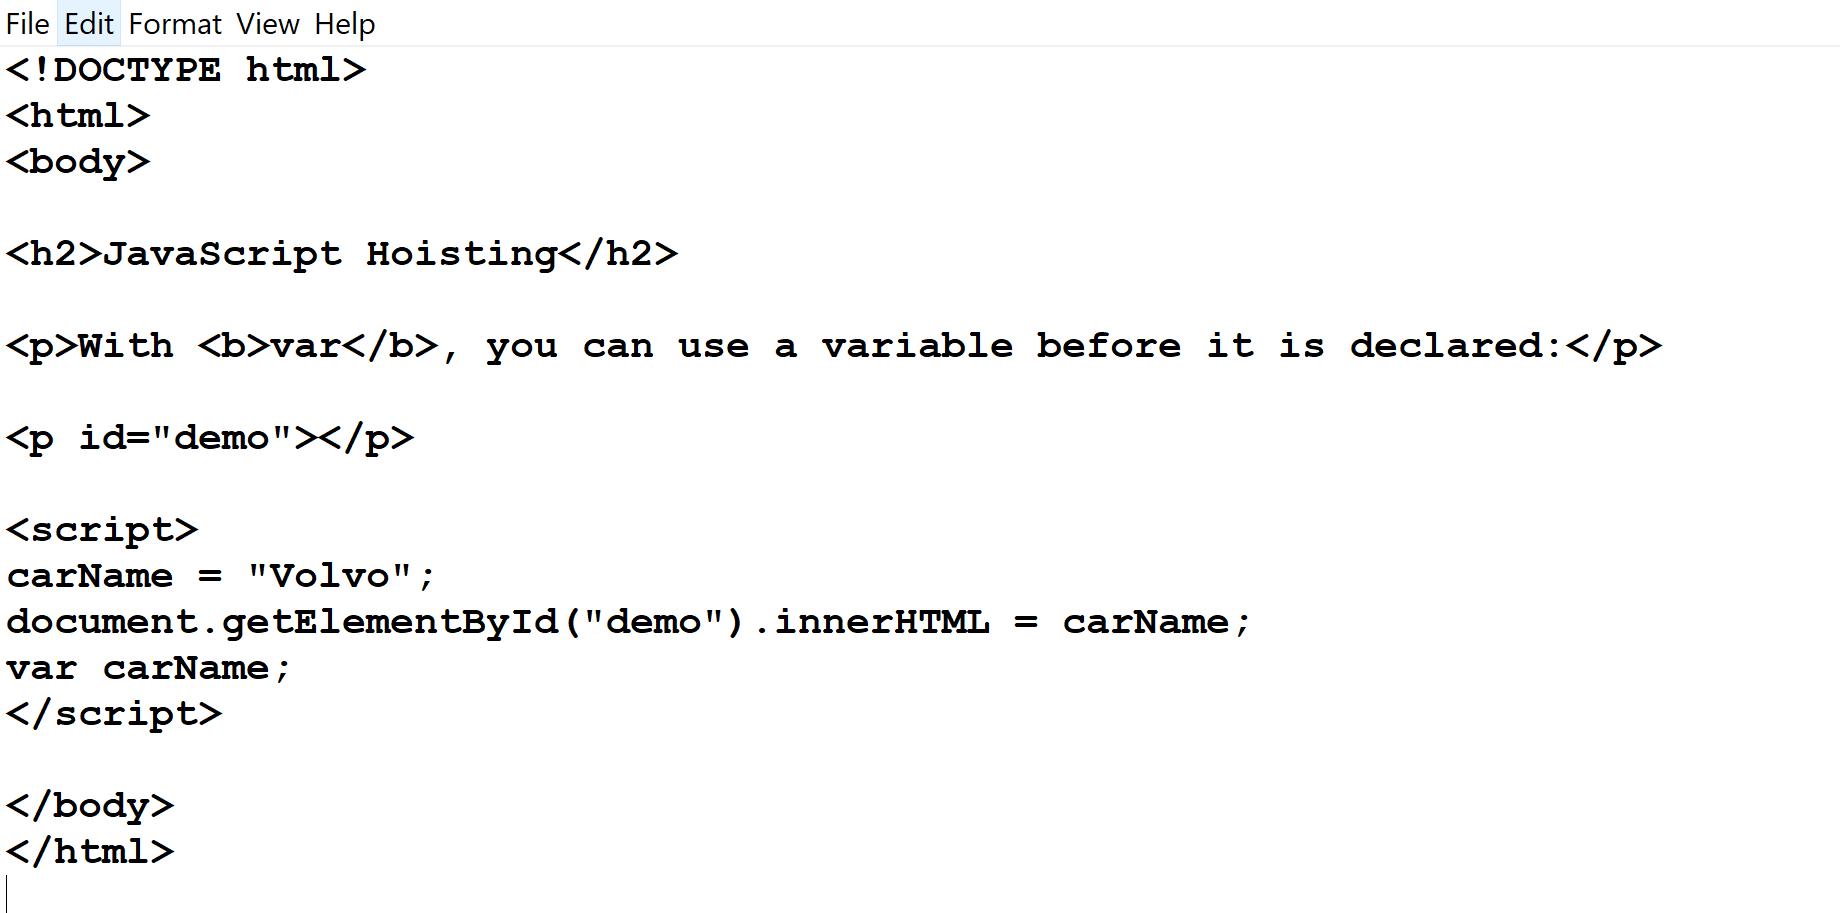 File Edit Format View Help
<!DOCTYPE html>
<html>
<body>
<h2>JavaScript Hoisting</h2>
<p>With <b>var</b>, you can use a variable before it is declared:</p>
<p id="demo"></p>
<script>
carName = "Volvo";
document.getElementById("demo").innerHTML = carName;
var carName;
</script>
</body>
</html>